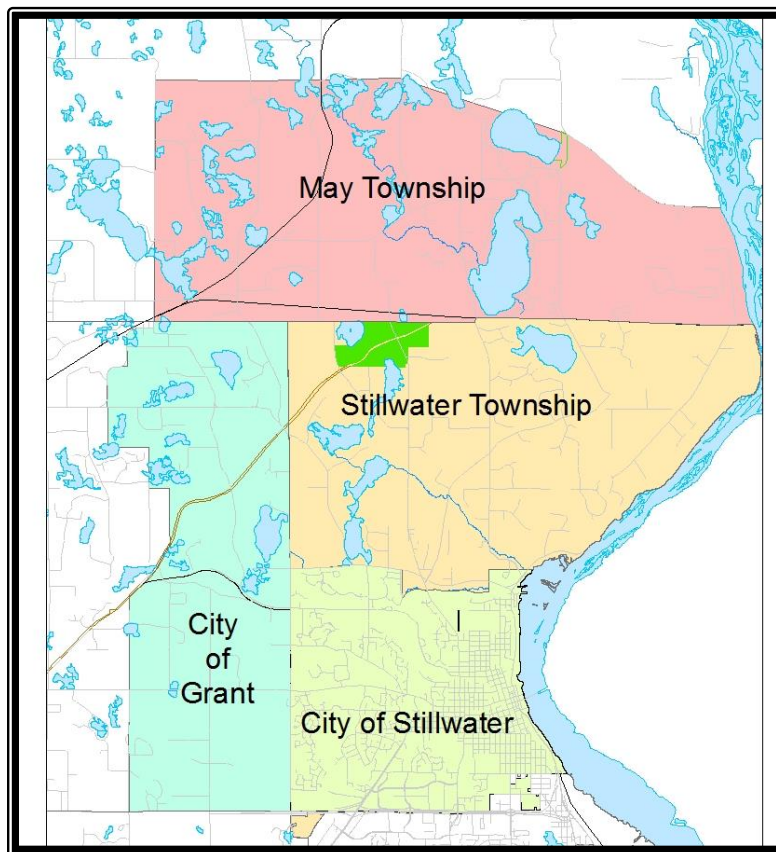 May Township
Stillwater Township
City
of
Grant
City of Stillwater